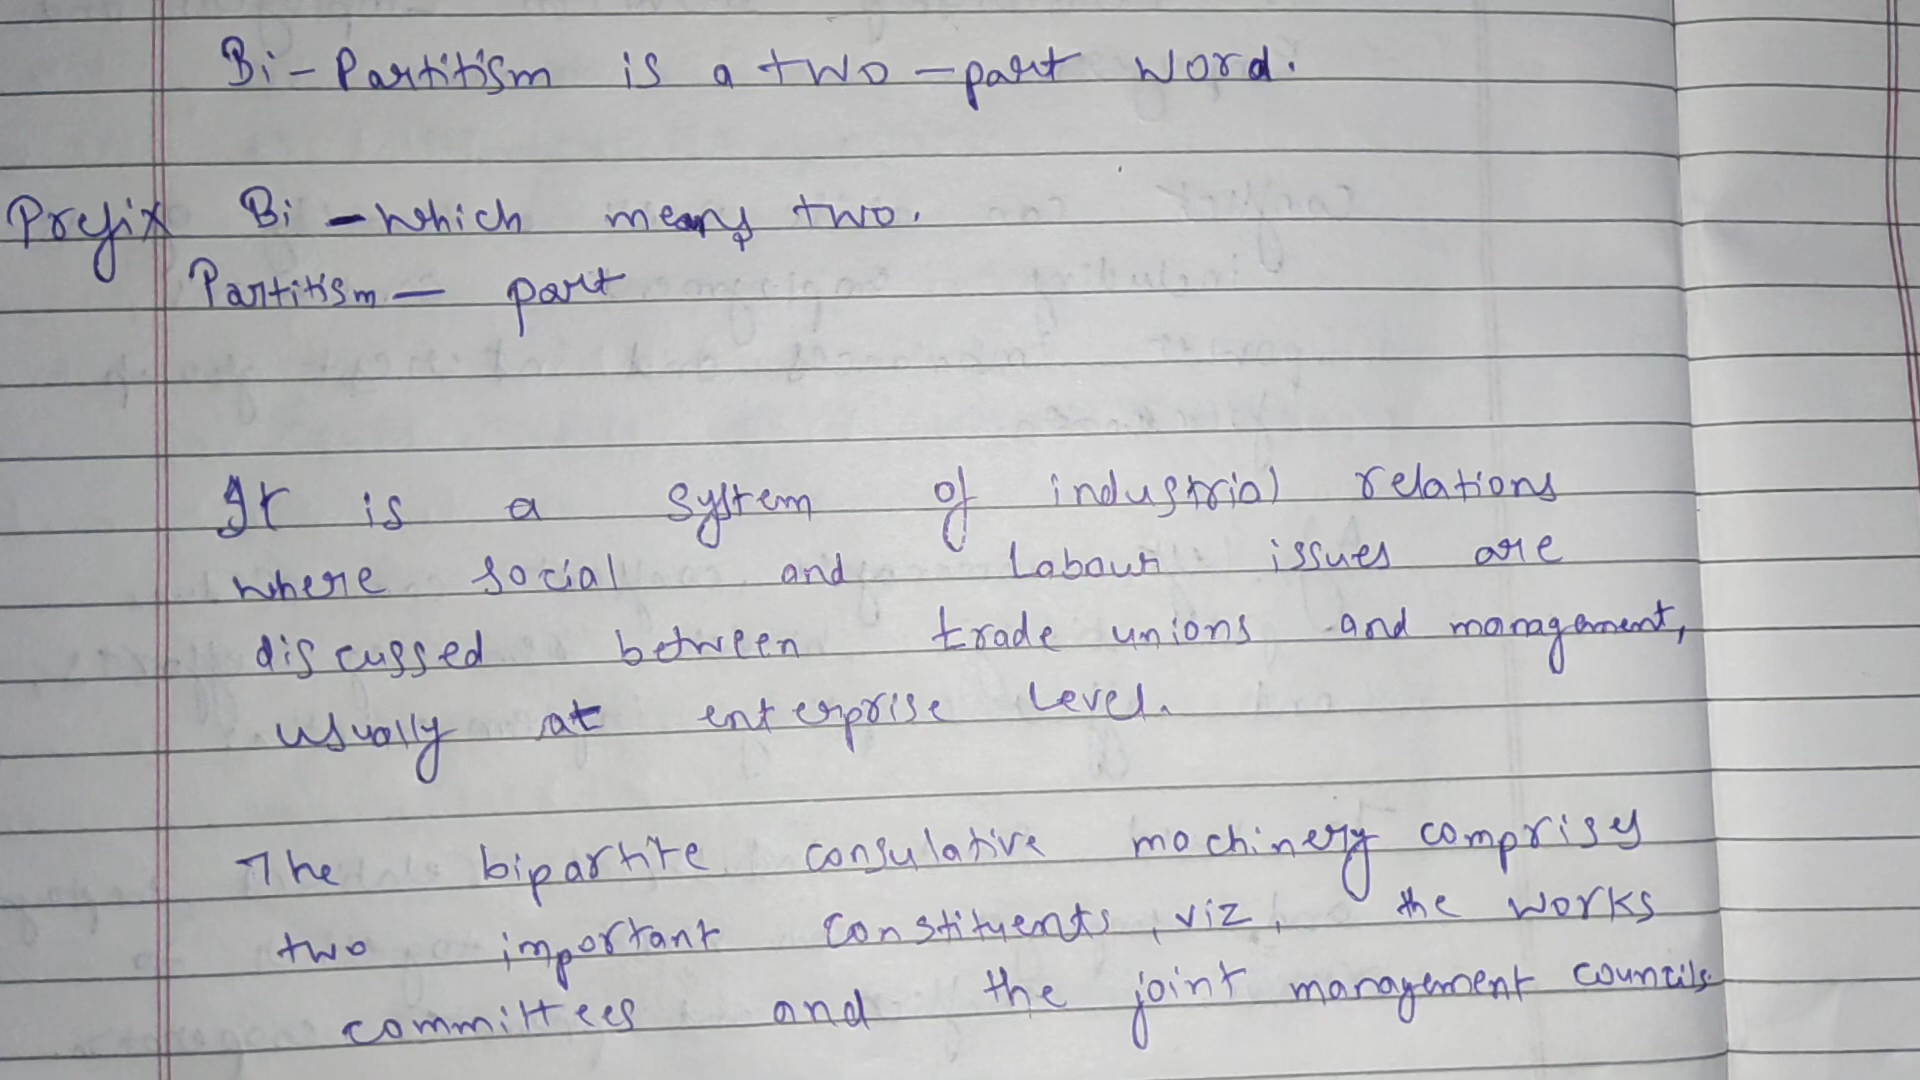 Bi-Partitism is a two-part word.
Prefix Bi - which means two.
Partitism - part
It is a system of industrial relations
where social and Labour issues are
discussed between trade unions and management,
usually at enterprise level.
The bipartite consulative machinery comprises
two important constituents, viz, the works
committees and the joint management councils